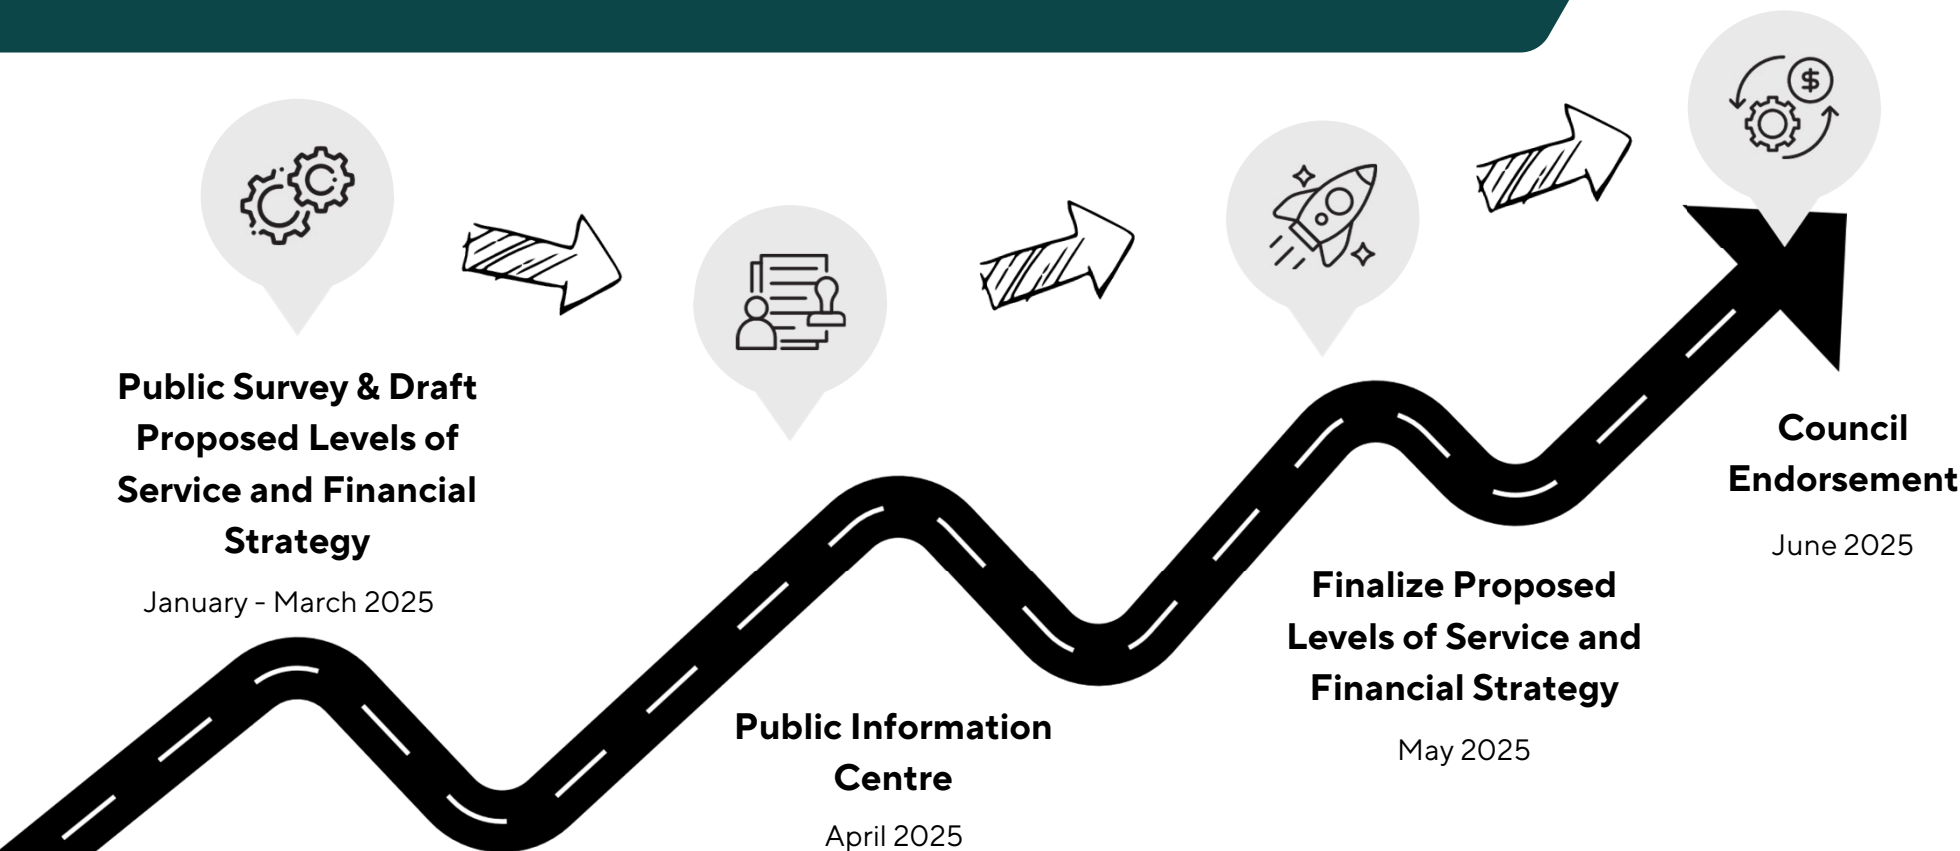 Public Survey & Draft
Proposed Levels of
Service and Financial
Strategy
January - March 2025
Public Information
Centre
April 2025
Finalize Proposed
Levels of Service and
Financial Strategy
May 2025
Council
Endorsement
June 2025
$